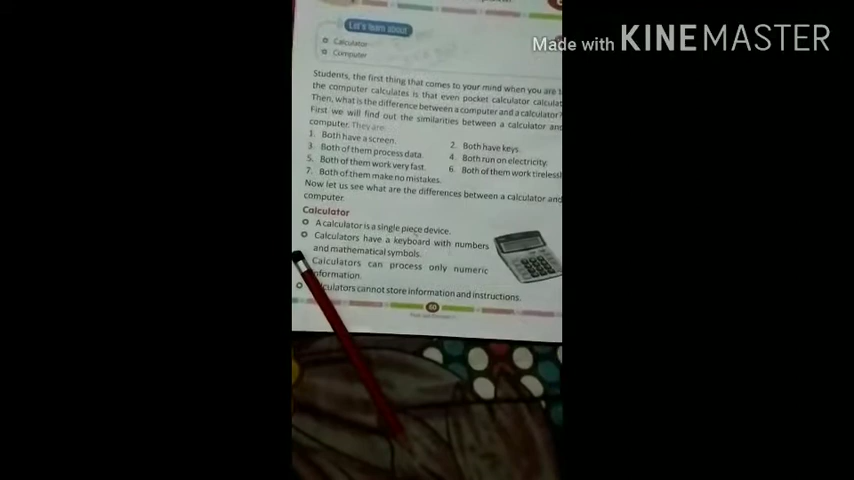 Let's learn about
Calculator
Computer
Made with KINEMASTER
Students, the first thing that comes to your mind when you are
the computer calculates is that even pocket calculator calculat
Then, what is the difference between a computer and a calculator?
First we will find out the similarities between a calculator and
computer. They are:
1. Both have a screen. 2. Both have keys.
3. Both of them process data. 4. Both run on electricity.
5. Both of them work very fast. 6. Both of them work tirelessl
7. Both of them make no mistakes.
Now let us see what are the differences between a calculator and
computer.
Calculator
A calculator is a single piece device.
Calculators have a keyboard with numbers
and mathematical symbols.
Calculators can process only numeric
nformation.
lculators cannot store information and instructions.
60